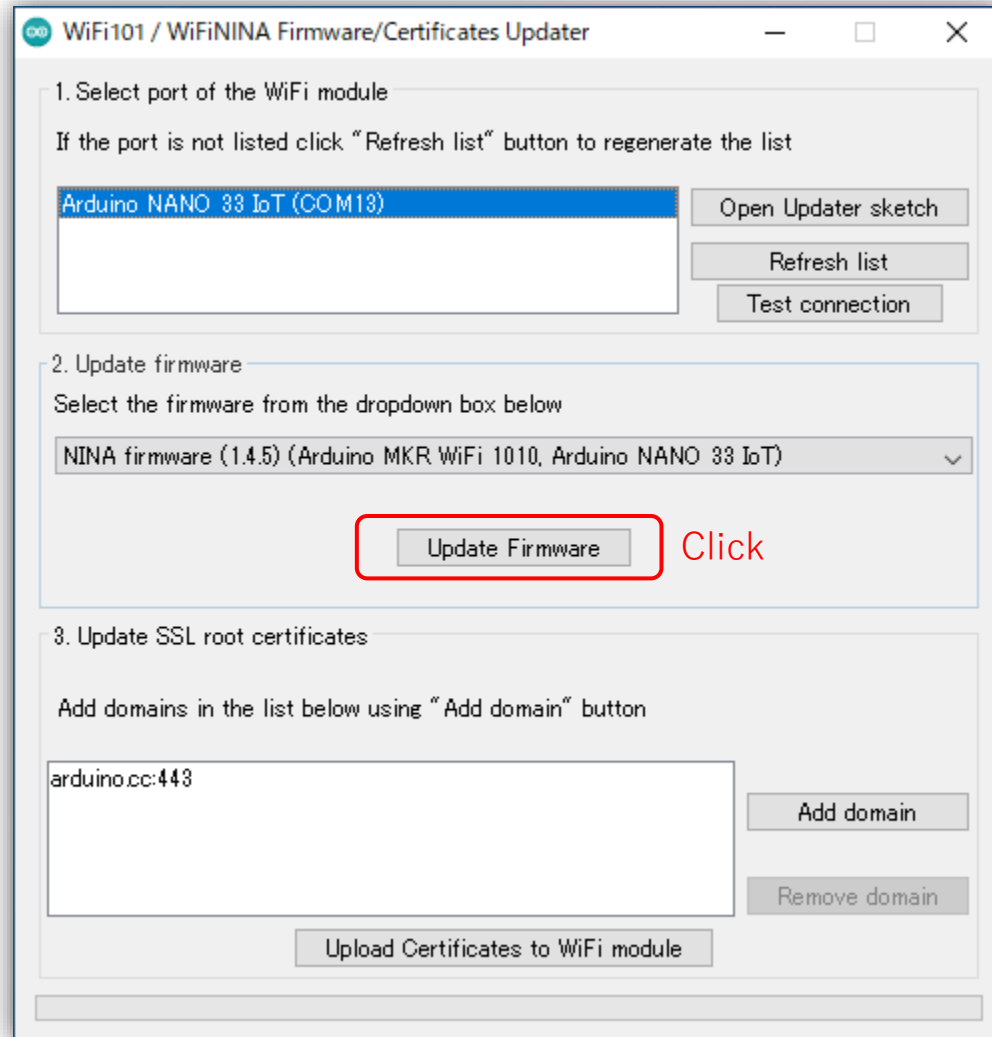 WiFi101 / WiFiNINA Firmware/Certificates Updater
1. Select port of the WiFi module
If the port is not listed click "Refresh list" button to regenerate the list
Arduino NANO 33 IoT (COM13)
Open Updater sketch
Refresh list
Test connection
2. Update firmware
Select the firmware from the dropdown box below
NINA firmware (1.4.5) (Arduino MKR WiFi 1010, Arduino NANO 33 IoT)
Update Firmware
Click
3. Update SSL root certificates
Add domains in the list below using "Add domain" button
arduino.cc:443
Add domain
Remove domain
Upload Certificates to WiFi module